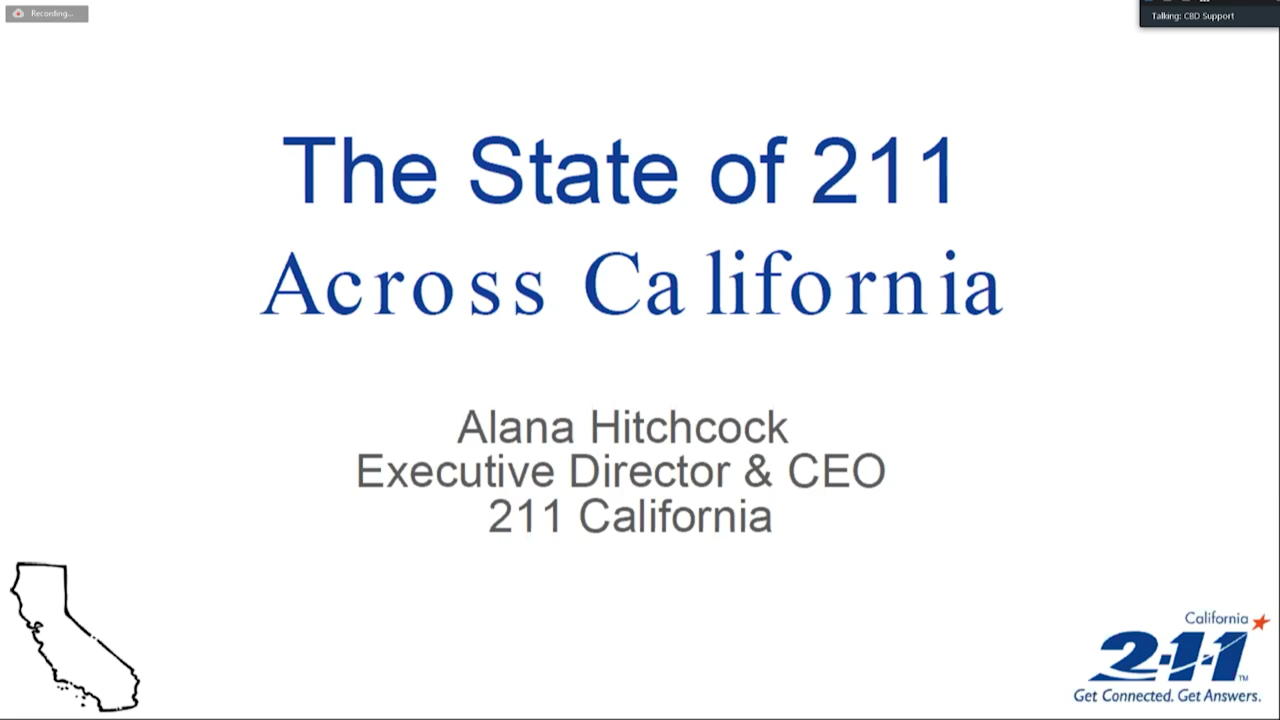 Recording...
Talking: CBD Support
The State of 211
Across California
Alana Hitchcock
Executive Director & CEO
211 California
California
2-1-1 TM
Get Connected. Get Answers.